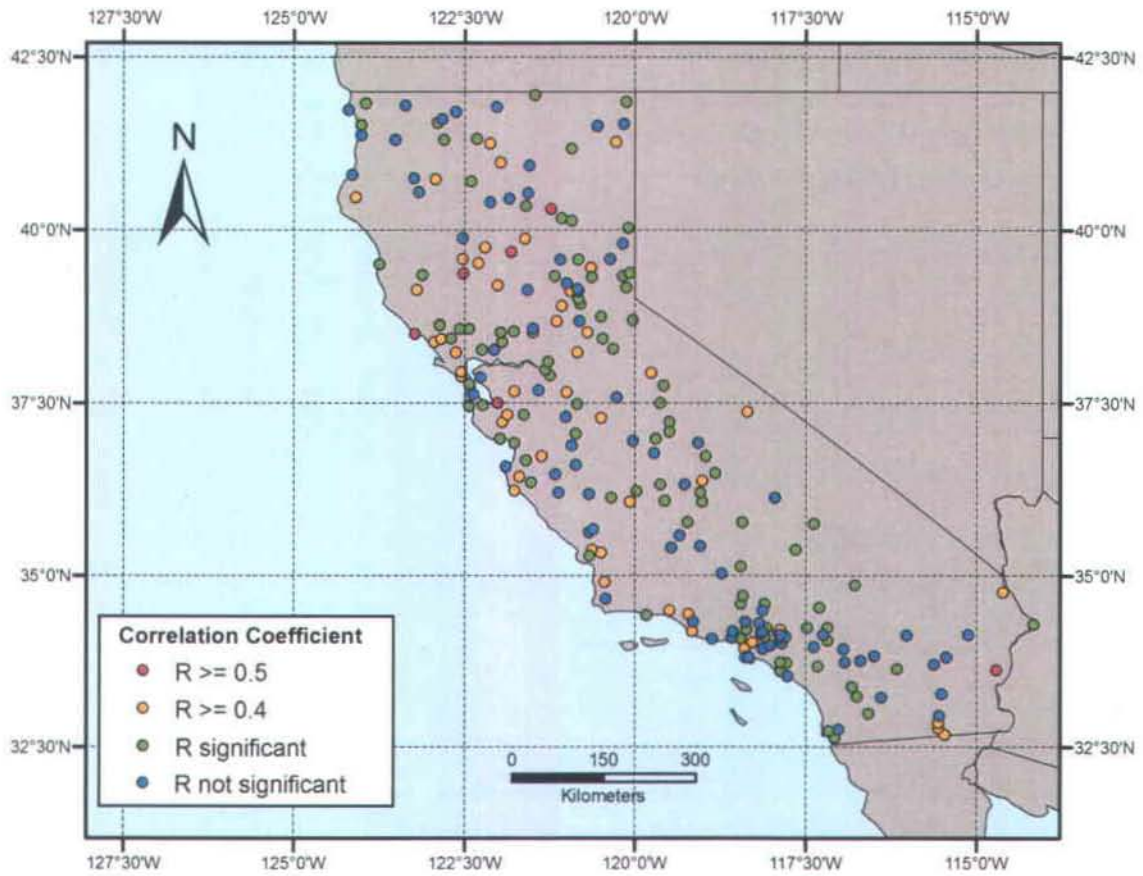 127°30'W 125°0'W 122°30'W 120°0'W 117°30'W 115°0'W
42°30'N 42°30'N
N
40°0'N 40°0'N
37°30'N 37°30'N
35°0'N 35°0'N
Correlation Coefficient
R >= 0.5
R >= 0.4
R significant
R not significant
0 150 300
Kilometers
32°30'N 32°30'N
127°30'W 125°0'W 122°30'W 120°0'W 117°30'W 115°0'W